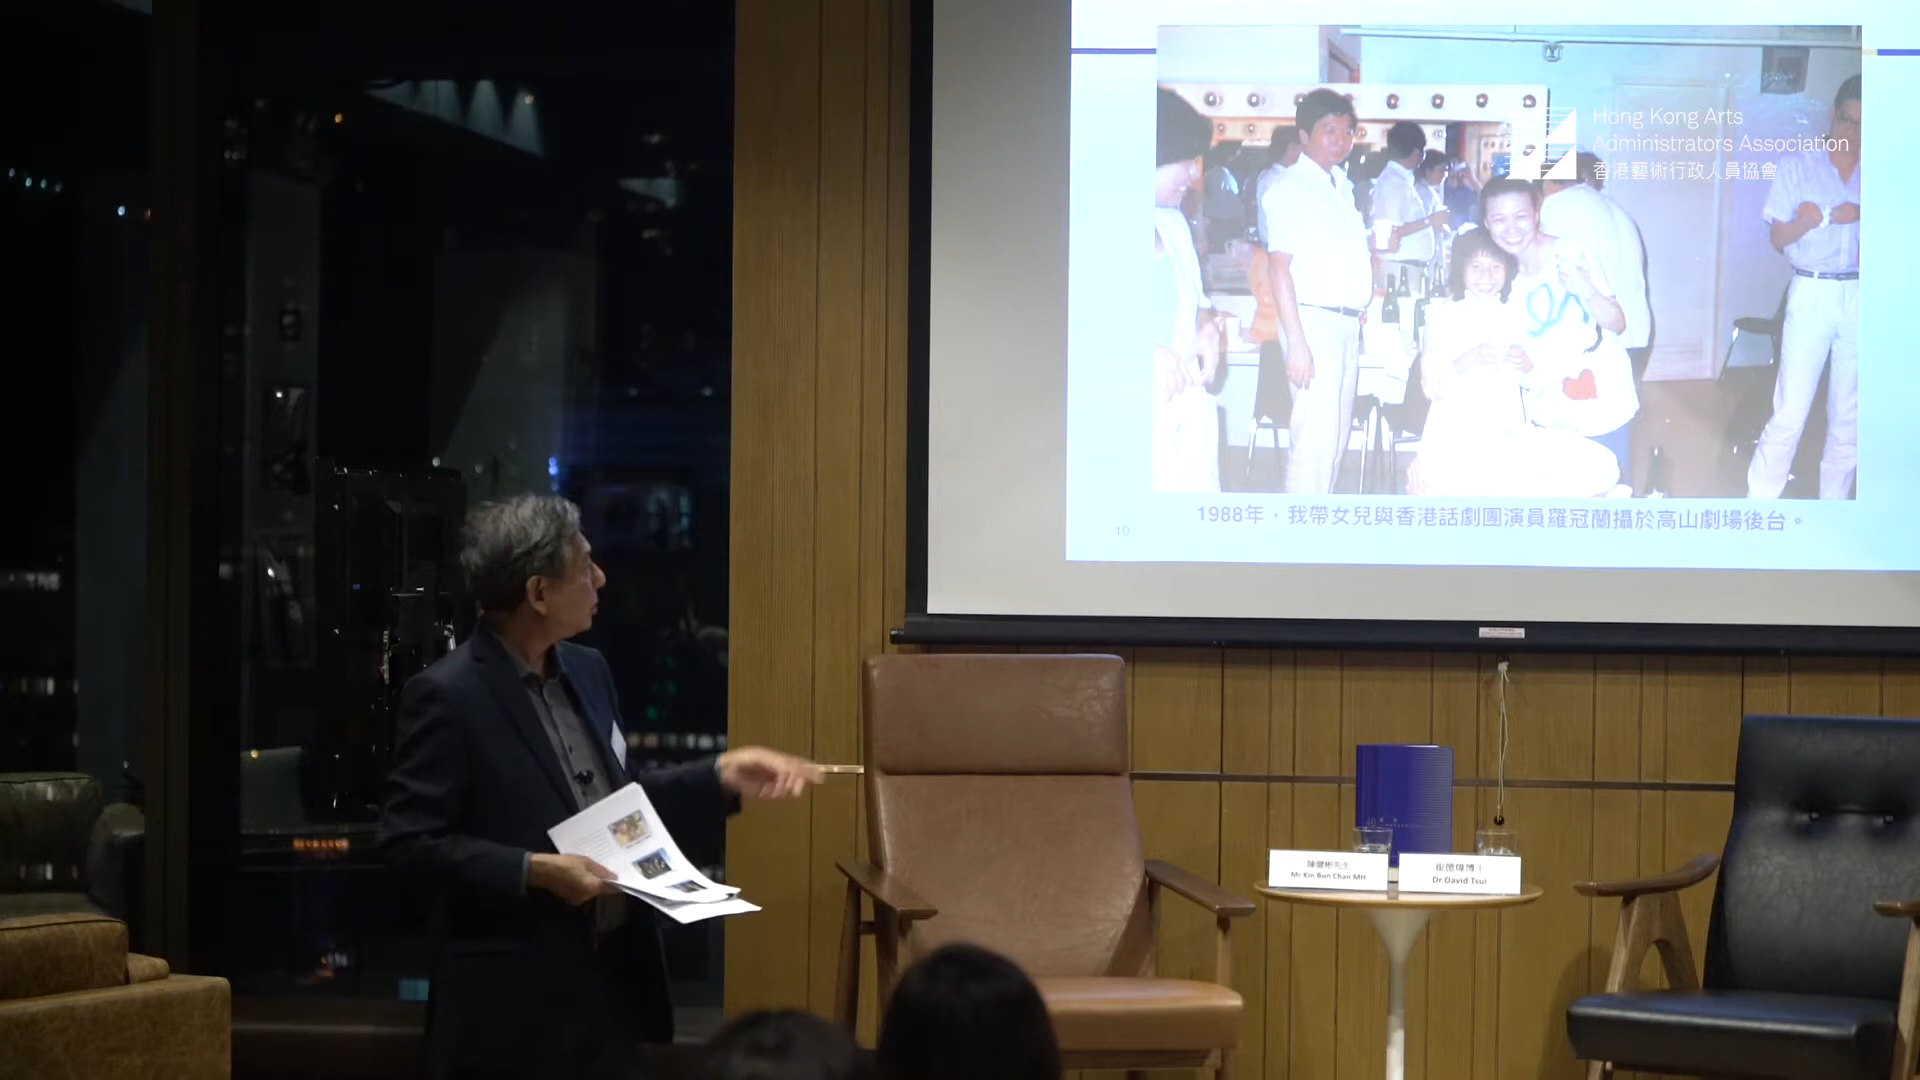 Hong Kong Arts
Administrators Association
香港藝術行政人員協會
1988年，我帶女兒與香港話劇團演員羅冠蘭攝於高山劇場後台。
10
陳健彬先生
Mr Kin Bun Chan MH
Dr David Tsui